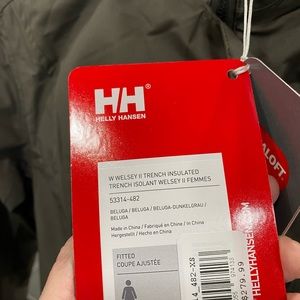 HH®
HELLY HANSEN
W WELSEY II TRENCH INSULATED
TRENCH ISOLANT WELSEY II FEMMES
53314-482
BELUGA / BELUGA / BELUGA-DUNKELGRAU /
BELUGA
Made in China / Fabriqué en Chine / In China
Hergestellt / Hecho en China
FITTED
COUPE AJUSTÉE
482-XS
$279.99
HELLYHANSEN.COM
ALOFT